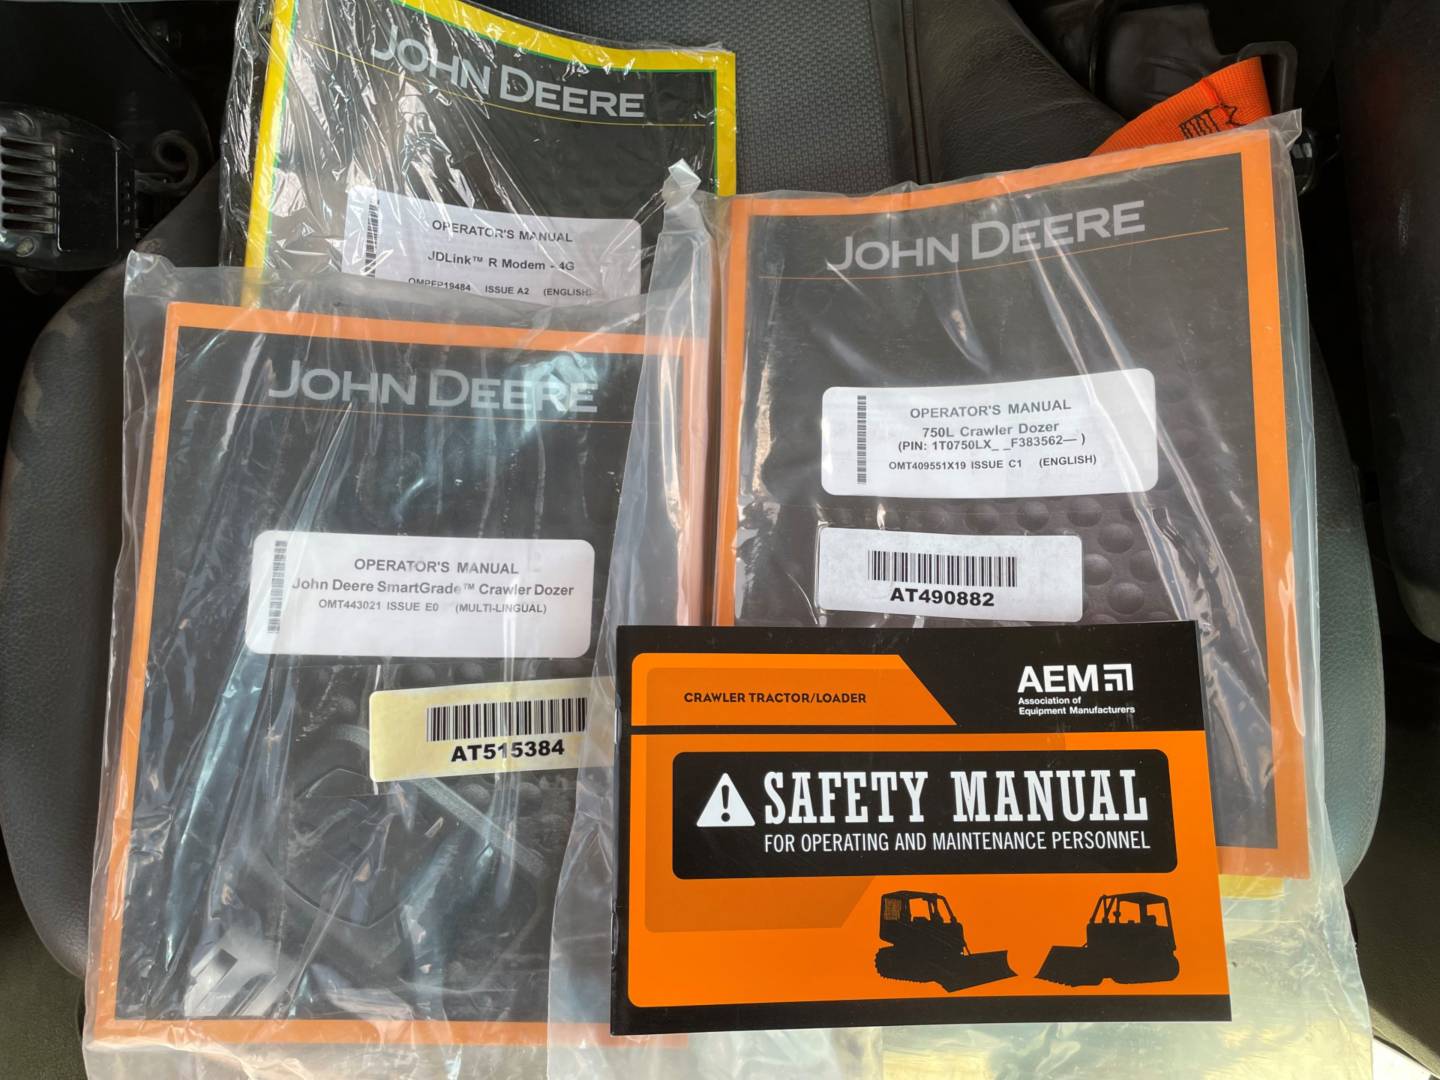 JOHN DEERE
OPERATOR'S MANUAL
JDLink™ R Modem - 4G
OMPFP19484 ISSUE A2 (ENGLISH)
JOHN DEERE
OPERATOR'S MANUAL
750L Crawler Dozer
(PIN: 1T0750LX_ _F383562— )
OMT409551X19 ISSUE C1 (ENGLISH)
AT490882
JOHN DEERE
OPERATOR'S MANUAL
John Deere SmartGrade™ Crawler Dozer
OMT443021 ISSUE E0 (MULTI-LINGUAL)
AT515384
CRAWLER TRACTOR/LOADER
AEM
Association of
Equipment Manufacturers
SAFETY MANUAL
FOR OPERATING AND MAINTENANCE PERSONNEL